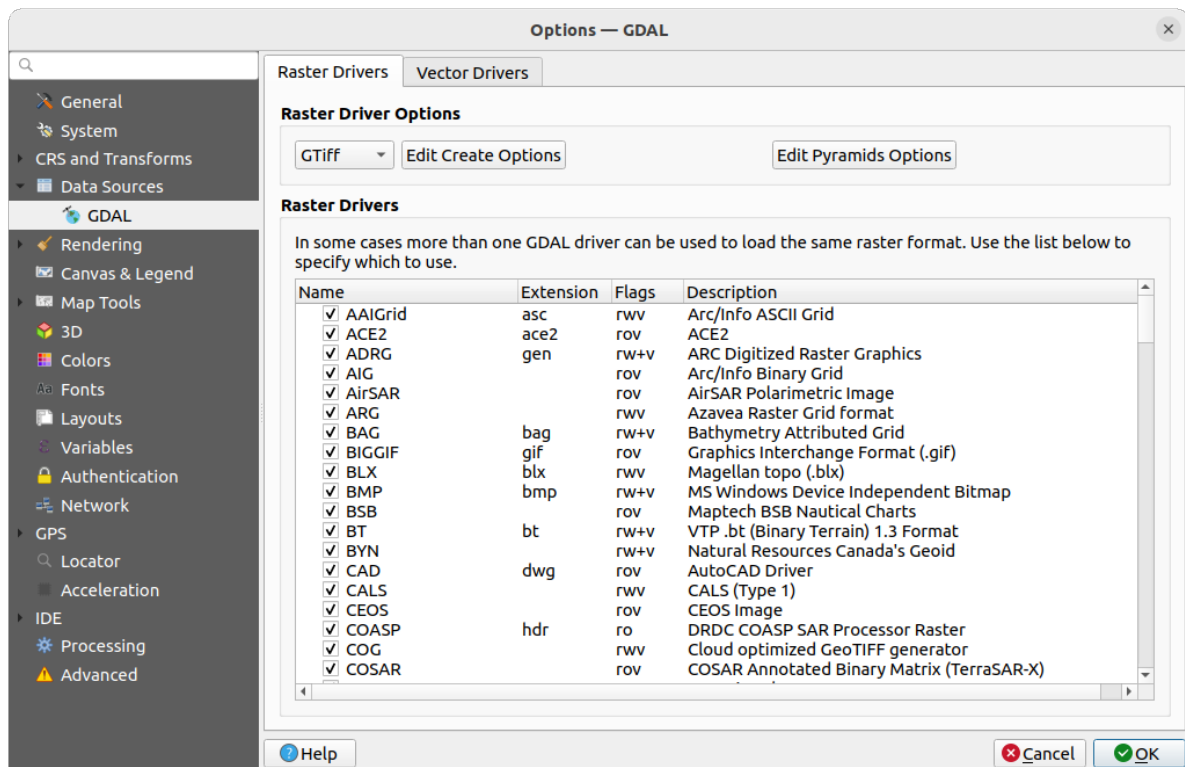 Options — GDAL
General
System
CRS and Transforms
Data Sources
GDAL
Rendering
Canvas & Legend
Map Tools
3D
Colors
Fonts
Layouts
Variables
Authentication
Network
GPS
Locator
Acceleration
IDE
Processing
Advanced
Raster Drivers Vector Drivers
Raster Driver Options
GTiff Edit Create Options Edit Pyramids Options
Raster Drivers
In some cases more than one GDAL driver can be used to load the same raster format. Use the list below to
specify which to use.
Name Extension Flags Description
AAIGrid asc rwv Arc/Info ASCII Grid
ACE2 ace2 rov ACE2
ADRG gen rw+v ARC Digitized Raster Graphics
AIG rov Arc/Info Binary Grid
AirSAR rov AirSAR Polarimetric Image
ARG rwv Azavea Raster Grid format
BAG bag rw+v Bathymetry Attributed Grid
BIGGIF gif rov Graphics Interchange Format (.gif)
BLX blx rwv Magellan topo (.blx)
BMP bmp rw+v MS Windows Device Independent Bitmap
BSB rov Maptech BSB Nautical Charts
BT bt rw+v VTP .bt (Binary Terrain) 1.3 Format
BYN rw+v Natural Resources Canada's Geoid
CAD dwg rov AutoCAD Driver
CALS rwv CALS (Type 1)
CEOS rov CEOS Image
COASP hdr ro DRDC COASP SAR Processor Raster
COG rwv Cloud optimized GeoTIFF generator
COSAR rov COSAR Annotated Binary Matrix (TerraSAR-X)
Help Cancel OK